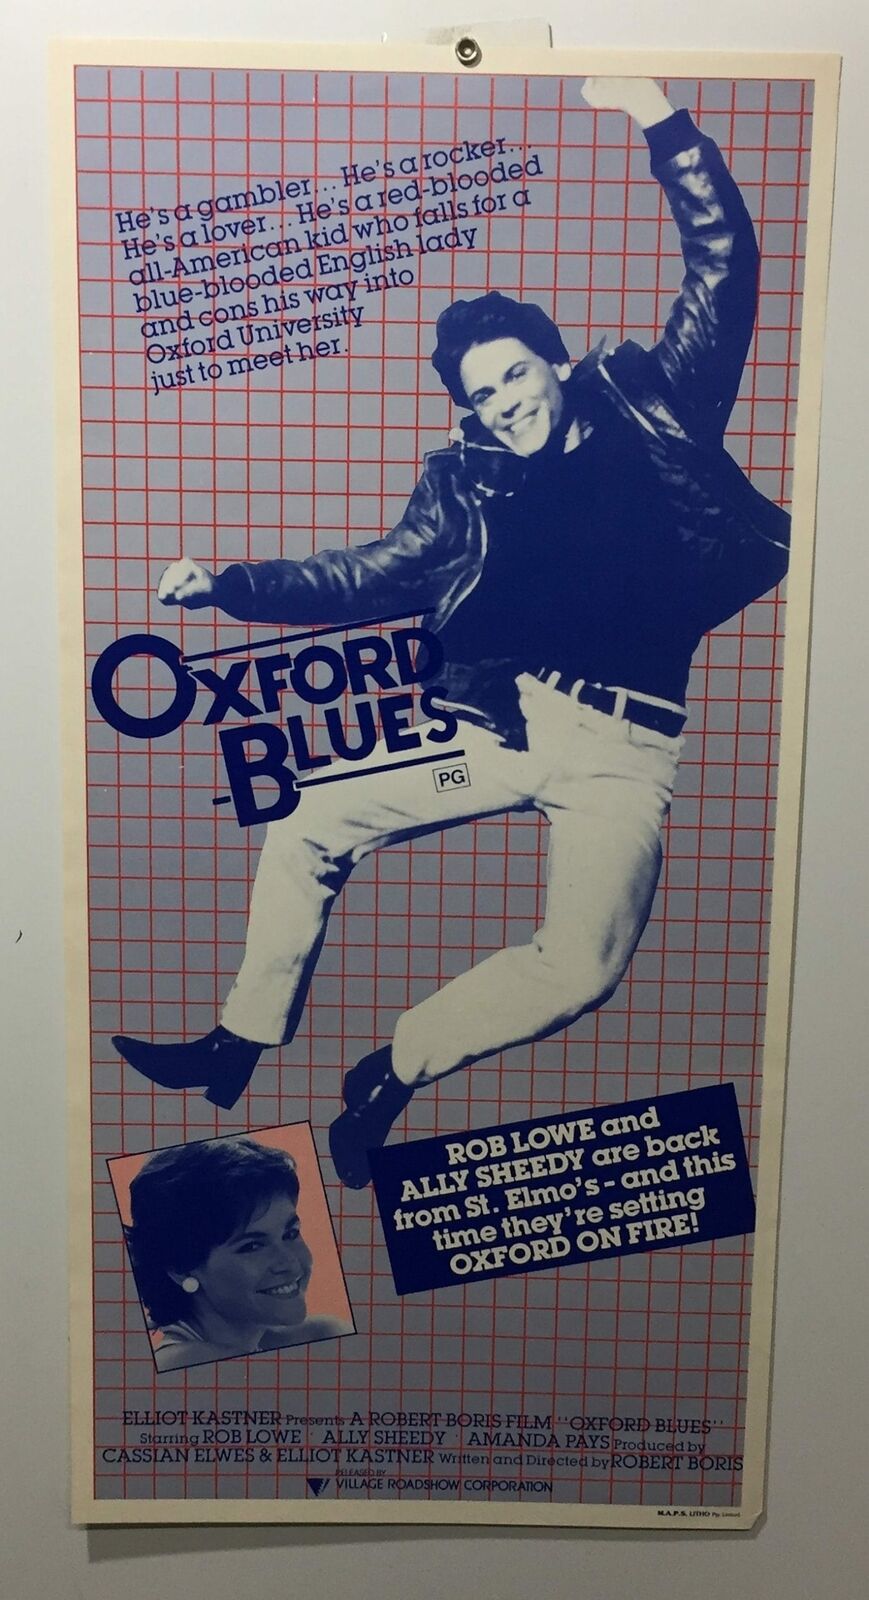 He's a gambler... He's a rocker...
He's a lover... He's a red-blooded
all-American kid who falls for a
blue-blooded English lady
and cons his way into
Oxford University
just to meet her.
OXFORD
BLUES
PG
ROB LOWE and
ALLY SHEEDY are back
from St. Elmo's - and this
time they're setting
OXFORD ON FIRE!
ELLIOT KASTNER Presents A ROBERT BORIS FILM "OXFORD BLUES"
Starring ROB LOWE · ALLY SHEEDY · AMANDA PAYS Produced by
CASSIAN ELWES & ELLIOT KASTNER Written and Directed by ROBERT BORIS
RELEASED BY
VILLAGE ROADSHOW CORPORATION
M.A.P.S. LITHO Pty. Limited